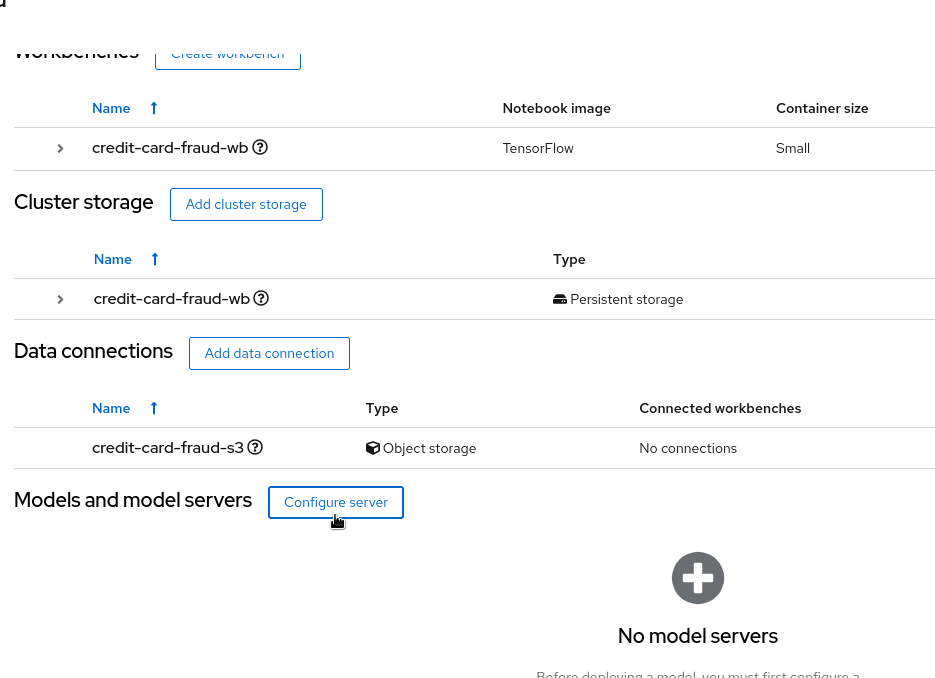 Workbenches Create workbench
Name Notebook image Container size
credit-card-fraud-wb TensorFlow Small
Cluster storage Add cluster storage
Name Type
credit-card-fraud-wb Persistent storage
Data connections Add data connection
Name Type Connected workbenches
credit-card-fraud-s3 Object storage No connections
Models and model servers Configure server
No model servers
Before deploying a model, you must first configure a